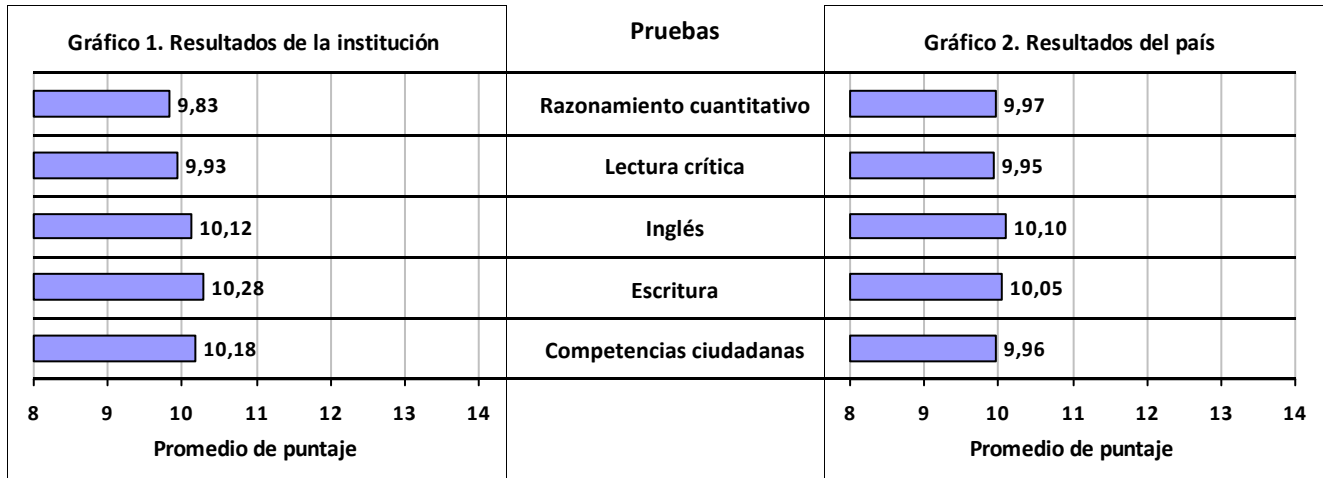 Gráfico 1. Resultados de la institución
Pruebas
Gráfico 2. Resultados del país
9,83
Razonamiento cuantitativo
9,97
9,93
Lectura crítica
9,95
10,12
Inglés
10,10
10,28
Escritura
10,05
10,18
Competencias ciudadanas
9,96
8 9 10 11 12 13 14
8 9 10 11 12 13 14
Promedio de puntaje
Promedio de puntaje